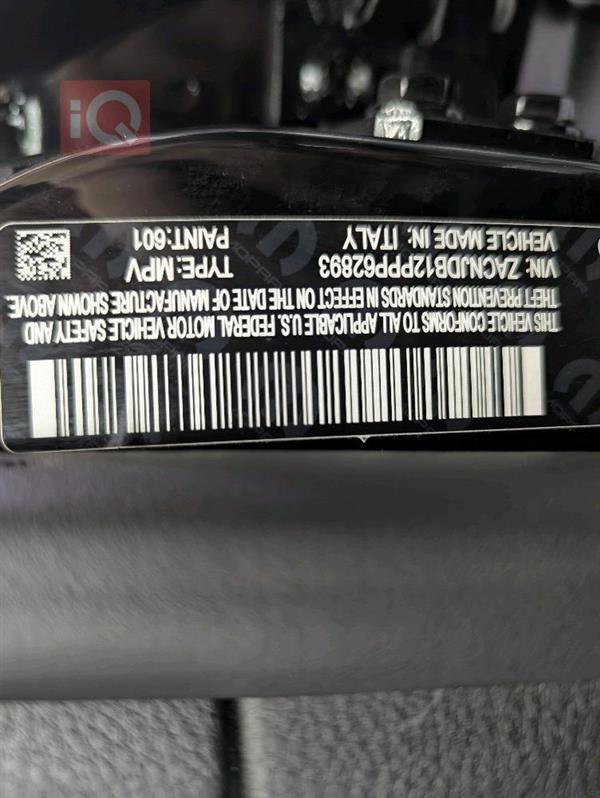 iQ
THIS VEHICLE CONFORMS TO ALL APPLICABLE U.S. FEDERAL MOTOR VEHICLE SAFETY AND
THEFT PREVENTION STANDARDS IN EFFECT ON THE DATE OF MANUFACTURE SHOWN ABOVE.
VIN: ZACNJDB12PPP62893 TYPE: MPV
VEHICLE MADE IN: ITALY PAINT:601
MOPAR